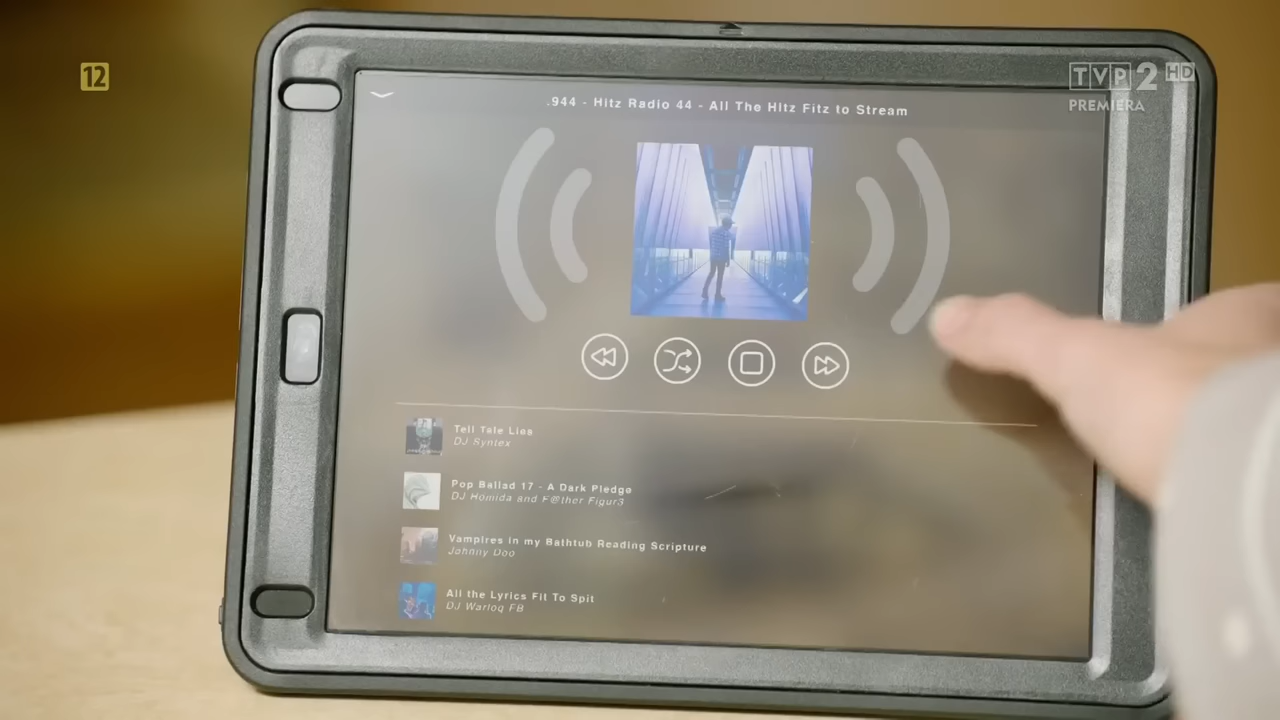 12
TVP2 HD
PREMIERA
.944 - Hitz Radio 44 - All The Hitz Fitz to Stream
Tell Tale Lies
DJ Syntex
Pop Ballad 17 - A Dark Pledge
DJ Homida and F@ther Figur3
Vampires in my Bathtub Reading Scripture
Johnny Doo
All the Lyrics Fit To Spit
DJ Warloq FB